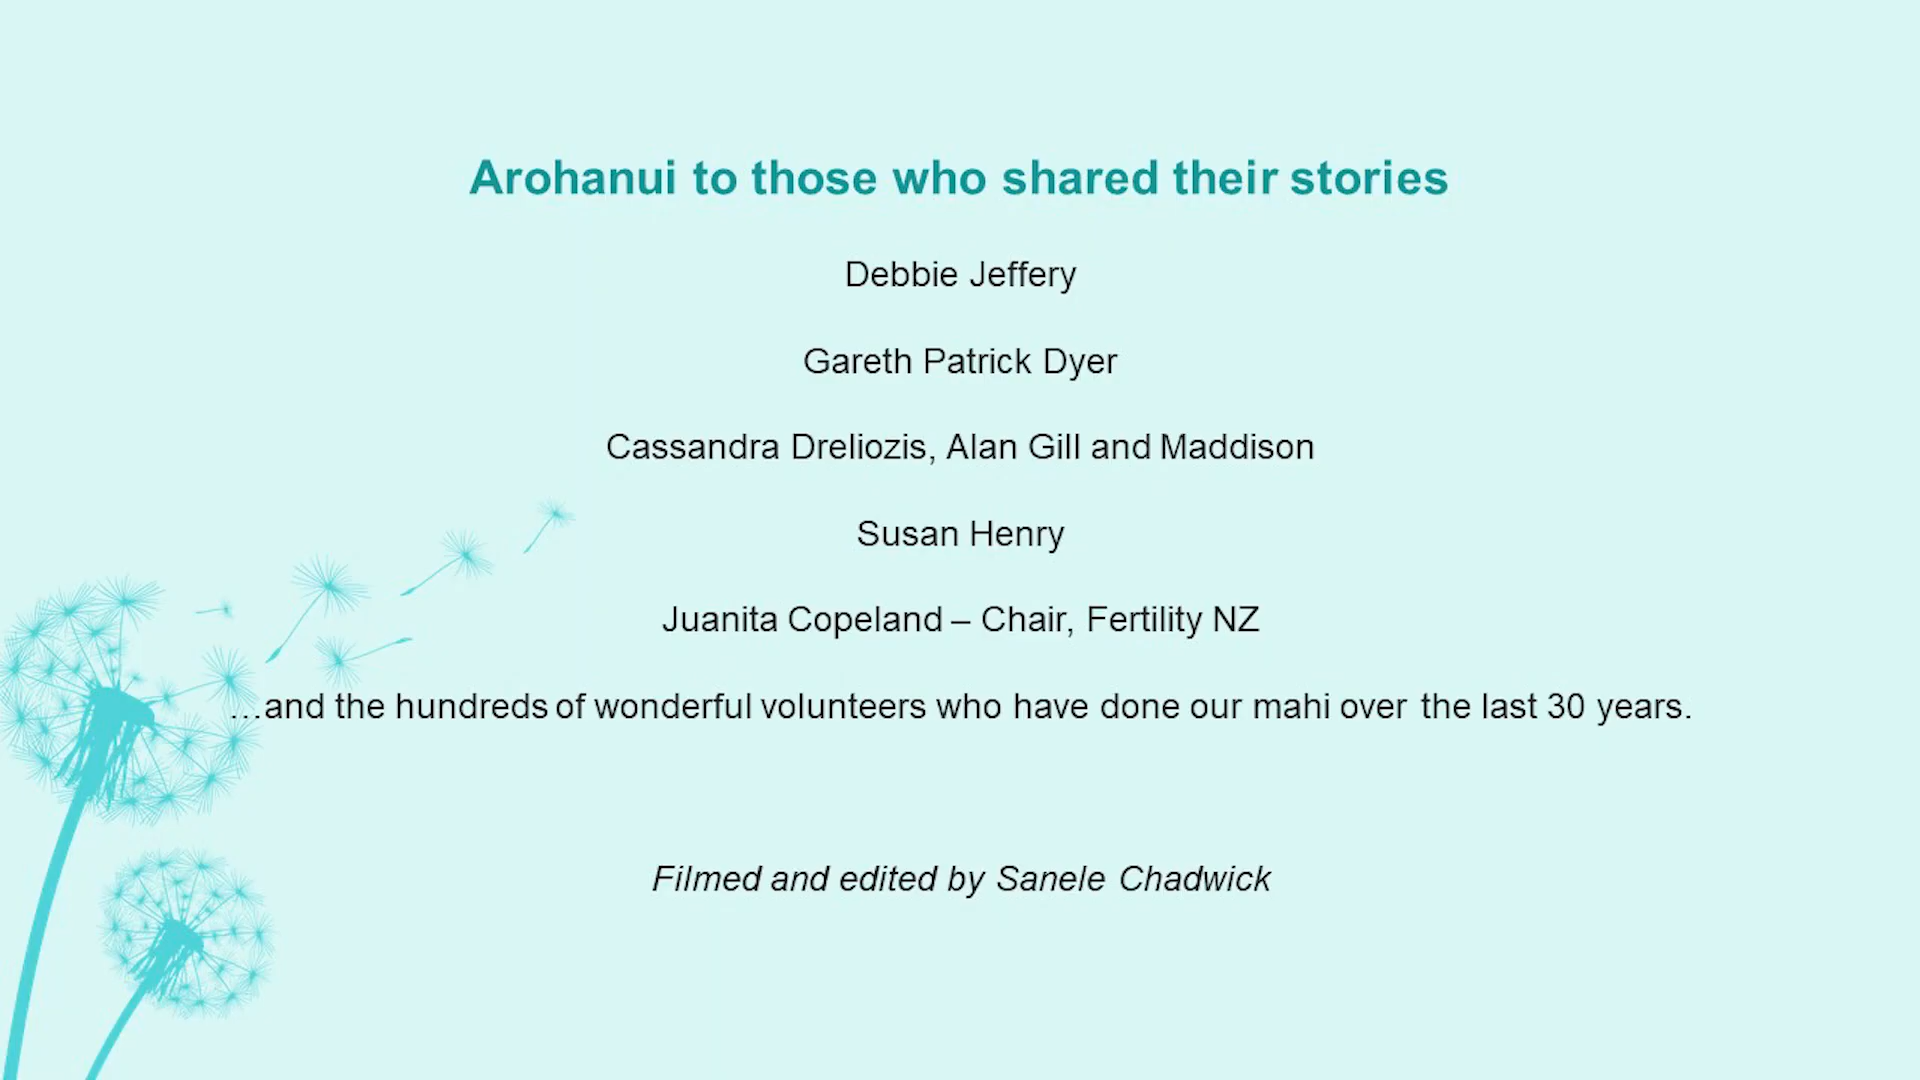 Arohanui to those who shared their stories
Debbie Jeffery
Gareth Patrick Dyer
Cassandra Dreliozis, Alan Gill and Maddison
Susan Henry
Juanita Copeland – Chair, Fertility NZ
…and the hundreds of wonderful volunteers who have done our mahi over the last 30 years.
Filmed and edited by Sanele Chadwick